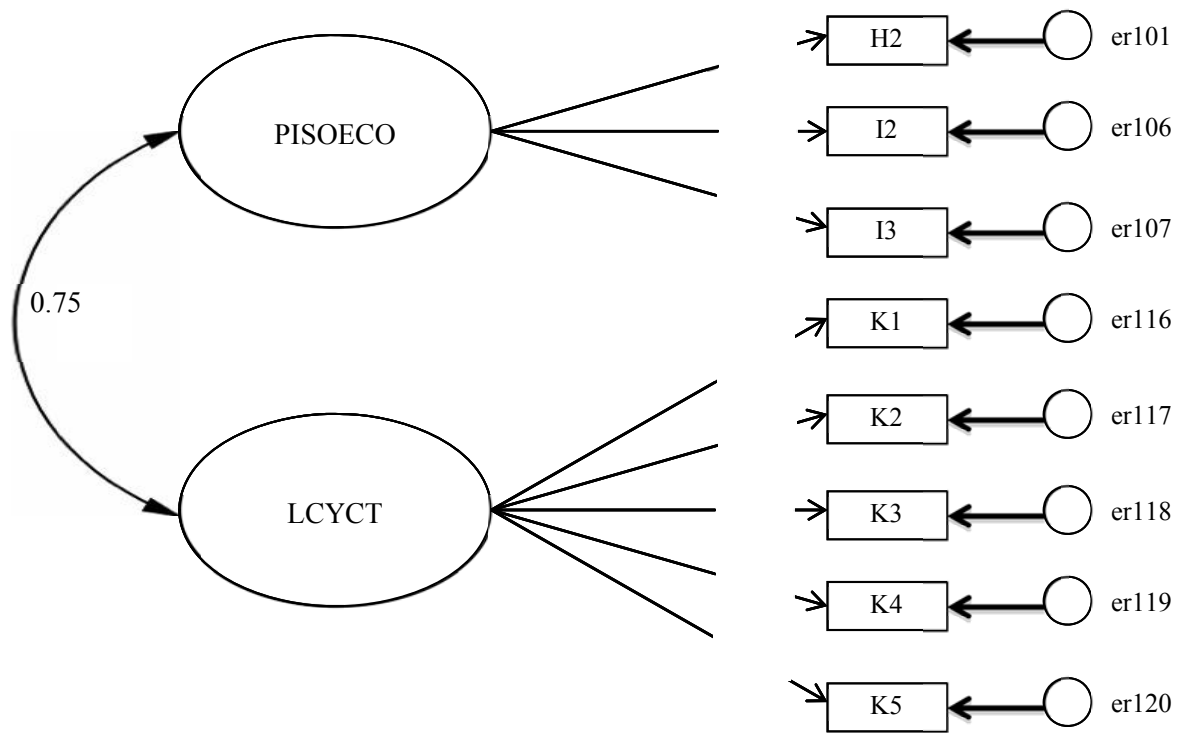 H2
er101
PISOECO
I2
er106
I3
er107
0.75
K1
er116
K2
er117
LCYCT
K3
er118
K4
er119
K5
er120